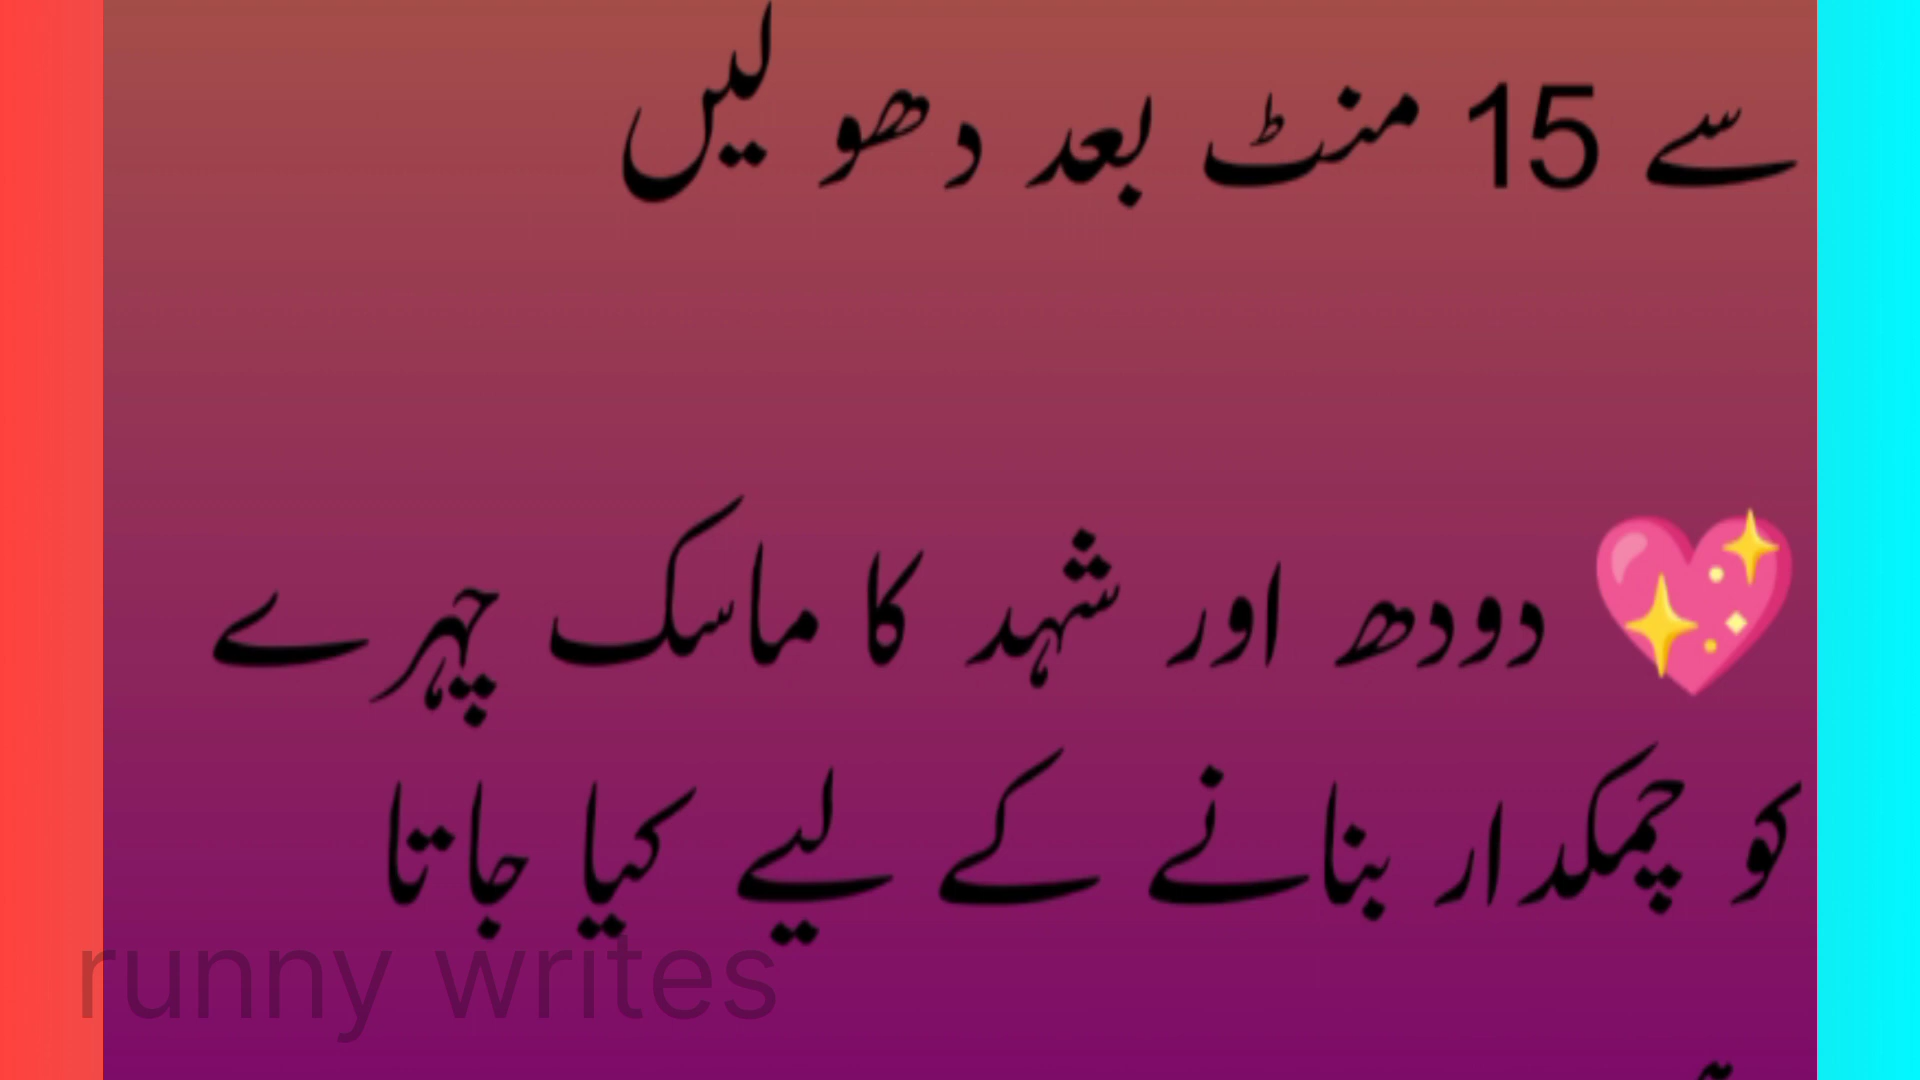 سے 15 منٹ بعد دھو لیں
💖 دودھ اور شہد کا ماسک چہرے
کو چمکدار بنانے کے لیے کیا جاتا
runny writes